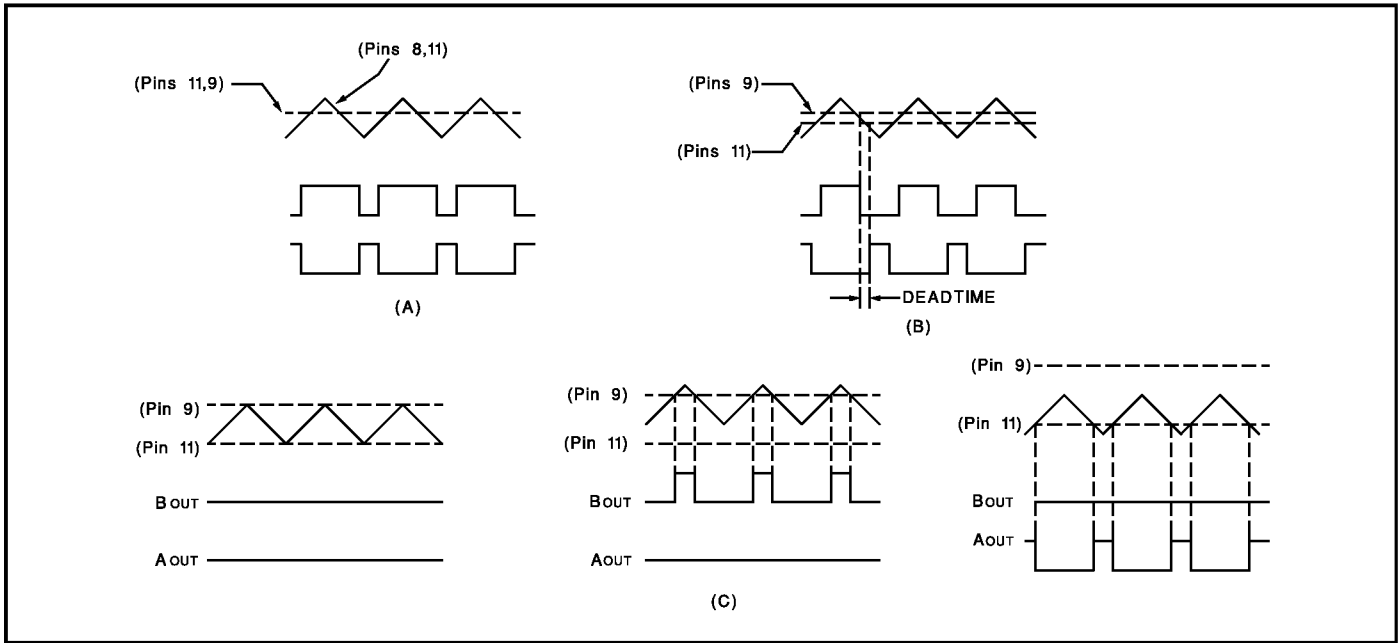 (Pins 8,11)
(Pins 11,9)
(A)
(Pins 9)
(Pins 11)
DEADTIME
(B)
(Pin 9)
(Pin 11)
BOUT
AOUT
(Pin 9)
(Pin 11)
BOUT
AOUT
(Pin 9)
(Pin 11)
BOUT
AOUT
(C)